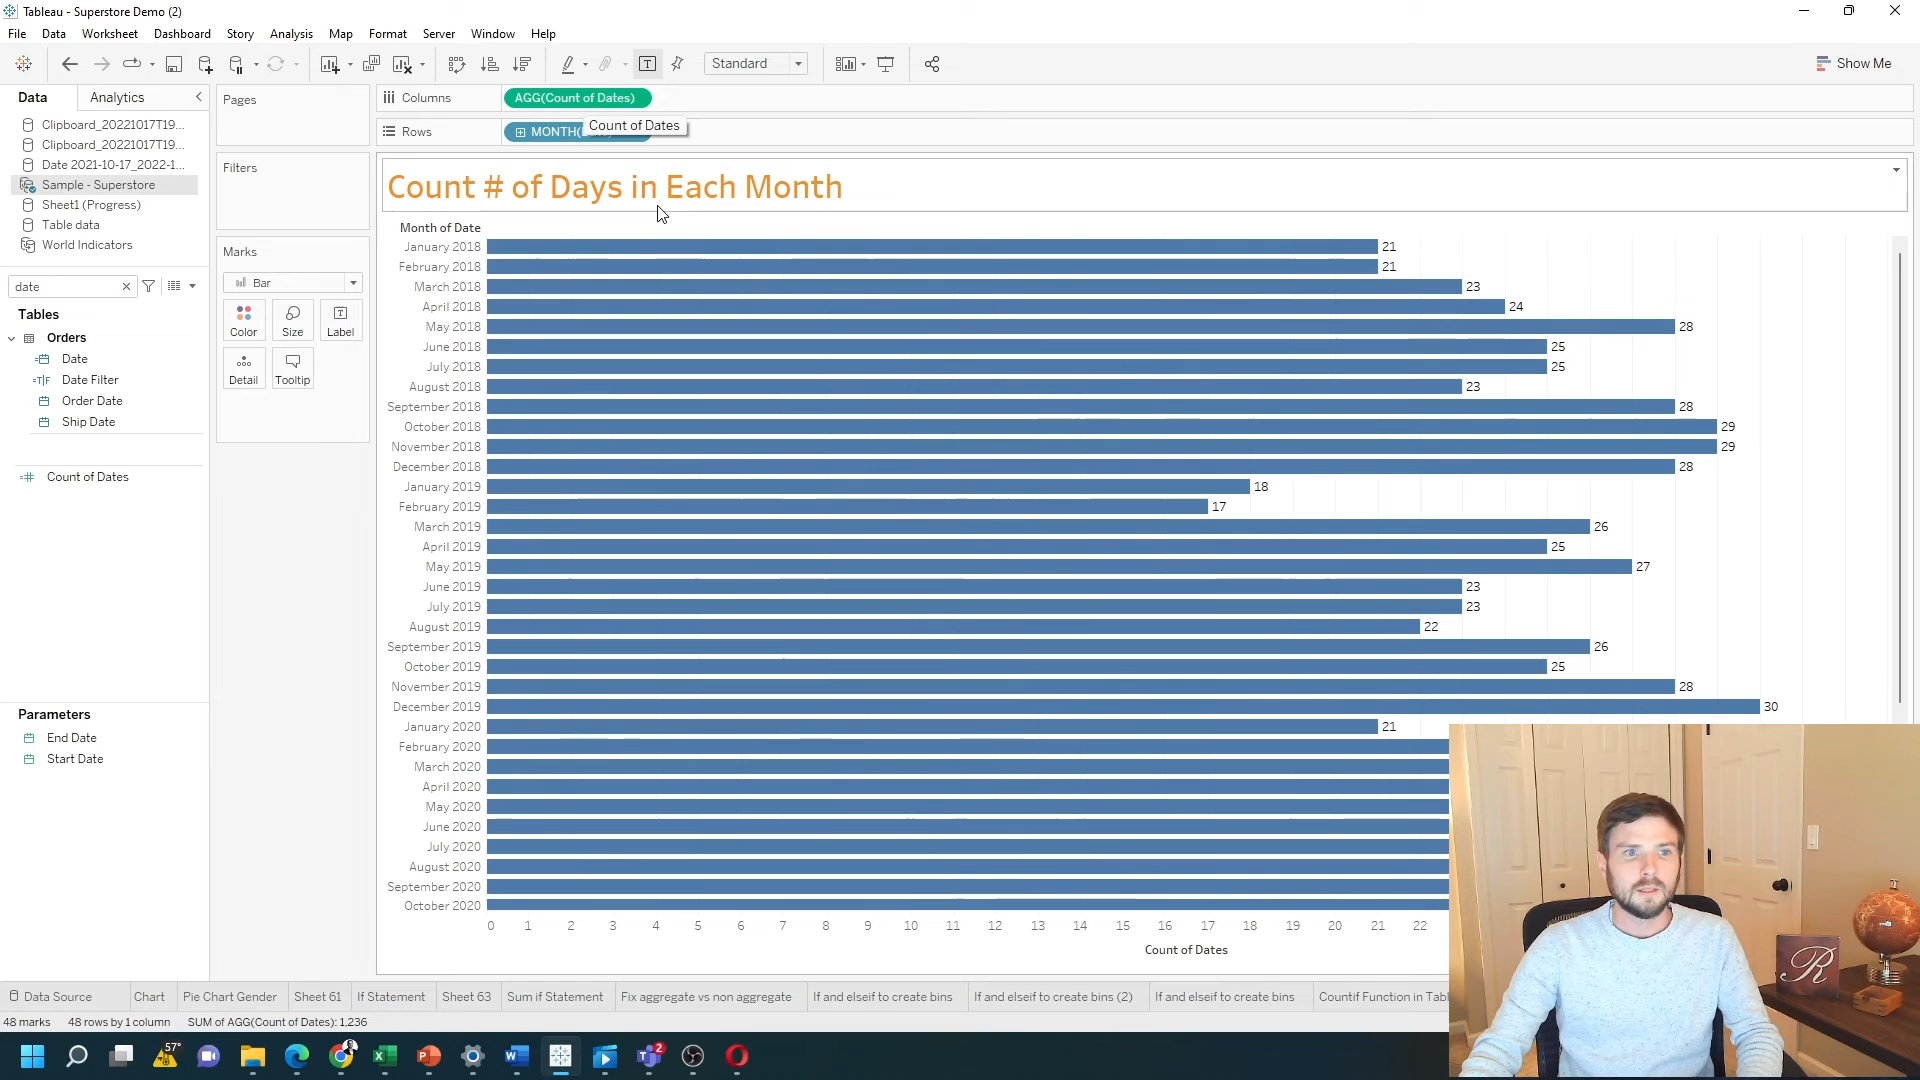 Tableau - Superstore Demo (2)
File Data Worksheet Dashboard Story Analysis Map Format Server Window Help
Standard
Show Me
Data Analytics
Clipboard_20221017T19...
Clipboard_20221017T19...
Date 2021-10-17_2022-1...
Sample - Superstore
Sheet1 (Progress)
Table data
World Indicators
date
Tables
Orders
Date
Date Filter
Order Date
Ship Date
Count of Dates
Parameters
End Date
Start Date
Pages
Filters
Marks
Bar
Color Size Label
Detail Tooltip
Columns AGG(Count of Dates)
Rows MONTH(
Count of Dates
Count # of Days in Each Month
Month of Date
January 2018 21
February 2018 21
March 2018 23
April 2018 24
May 2018 28
June 2018 25
July 2018 25
August 2018 23
September 2018 28
October 2018 29
November 2018 29
December 2018 28
January 2019 18
February 2019 17
March 2019 26
April 2019 25
May 2019 27
June 2019 23
July 2019 23
August 2019 22
September 2019 26
October 2019 25
November 2019 28
December 2019 30
January 2020 21
February 2020
March 2020
April 2020
May 2020
June 2020
July 2020
August 2020
September 2020
October 2020
0 1 2 3 4 5 6 7 8 9 10 11 12 13 14 15 16 17 18 19 20 21 22
Count of Dates
R
Data Source Chart Pie Chart Gender Sheet 61 If Statement Sheet 63 Sum if Statement Fix aggregate vs non aggregate If and elseif to create bins If and elseif to create bins (2) If and elseif to create bins Countif Function in Tabl
48 marks 48 rows by 1 column SUM of AGG(Count of Dates): 1,236
57°
2